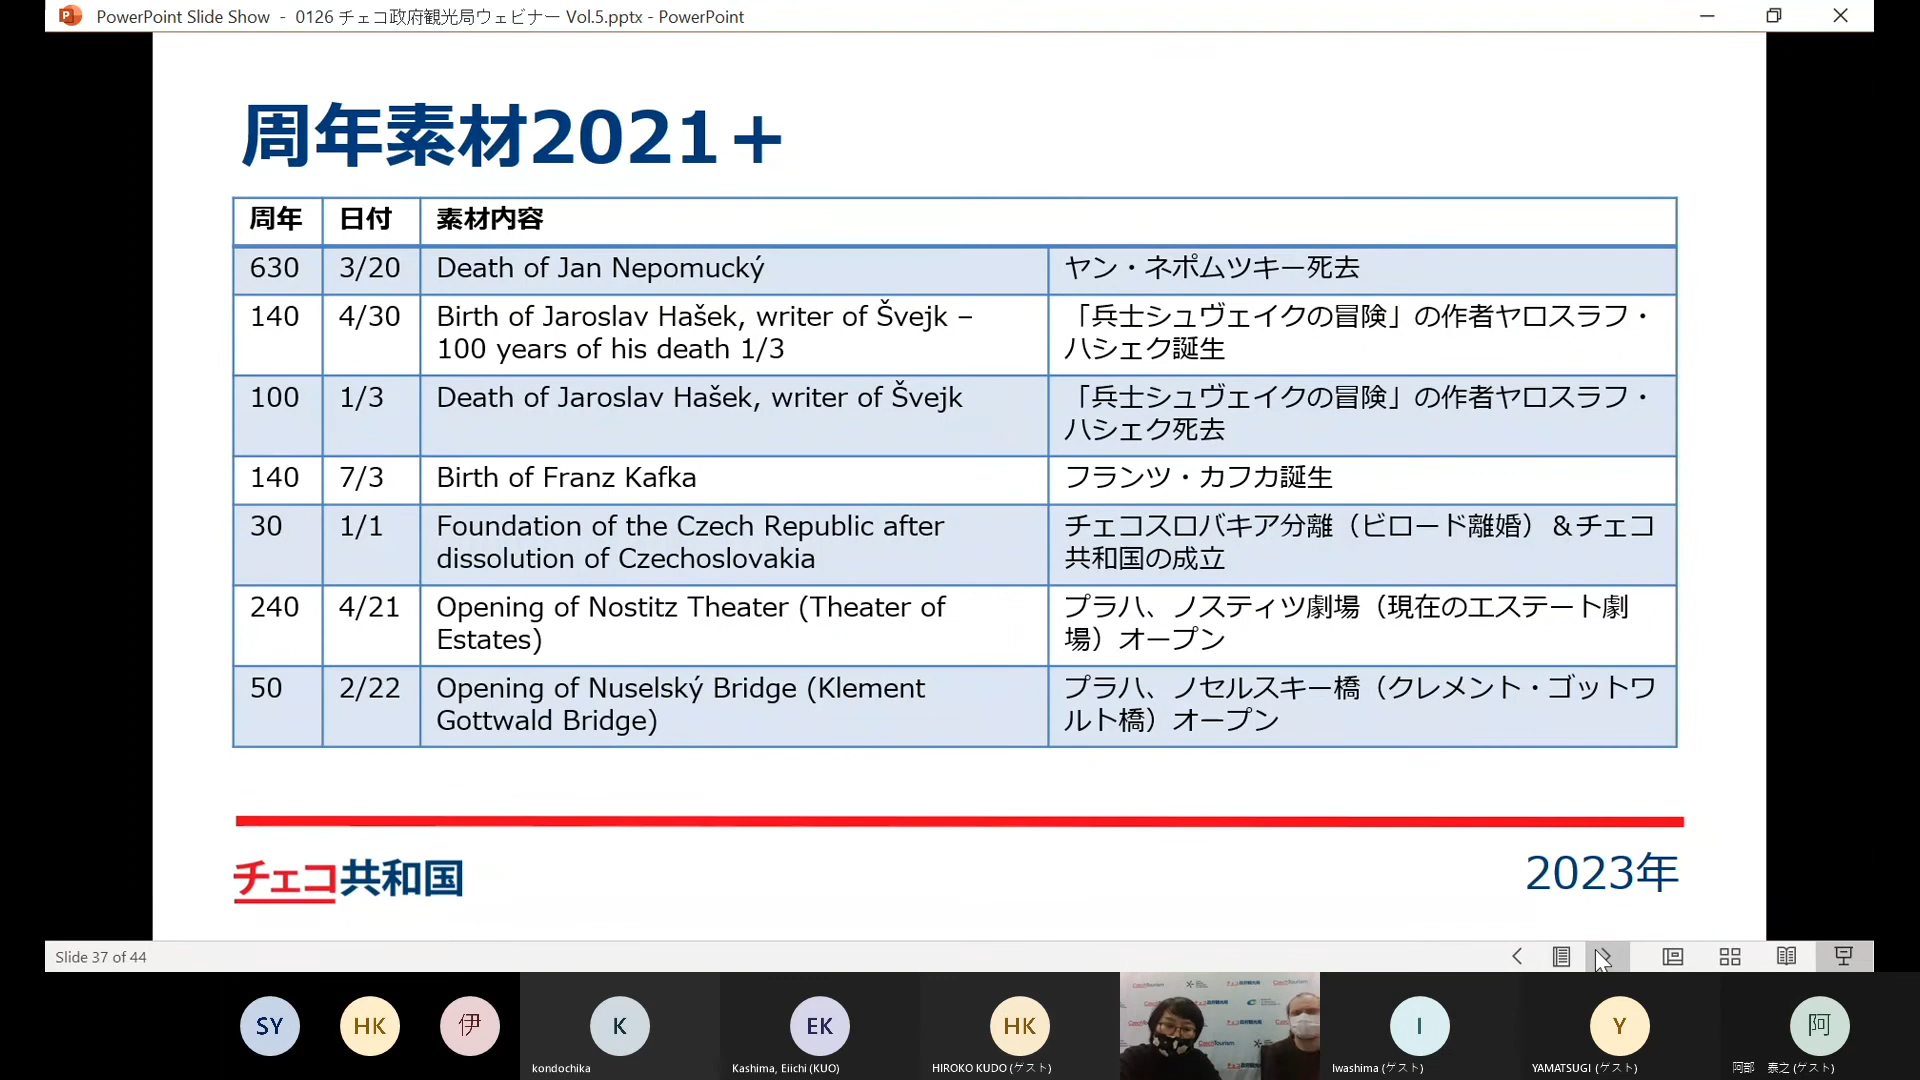 PowerPoint Slide Show - 0126 チェコ政府観光局ウェビナー Vol.5.pptx - PowerPoint
周年素材2021＋
周年 日付 素材内容
630 3/20 Death of Jan Nepomucký ヤン・ネポムツキー死去
140 4/30 Birth of Jaroslav Hašek, writer of Švejk – 「兵士シュヴェイクの冒険」の作者ヤロスラフ・
100 years of his death 1/3 ハシェク誕生
100 1/3 Death of Jaroslav Hašek, writer of Švejk 「兵士シュヴェイクの冒険」の作者ヤロスラフ・
ハシェク死去
140 7/3 Birth of Franz Kafka フランツ・カフカ誕生
30 1/1 Foundation of the Czech Republic after チェコスロバキア分離（ビロード離婚）＆チェコ
dissolution of Czechoslovakia 共和国の成立
240 4/21 Opening of Nostitz Theater (Theater of プラハ、ノスティツ劇場（現在のエステート劇
Estates) 場）オープン
50 2/22 Opening of Nuselský Bridge (Klement プラハ、ノセルスキー橋（クレメント・ゴットワ
Gottwald Bridge) ルト橋）オープン
チェコ共和国 2023年
Slide 37 of 44
SY HK 伊 K EK HK I Y 阿
kondochika Kashima, Eiichi (KUO) HIROKO KUDO (ゲスト) Iwashima (ゲスト) YAMATSUGI (ゲスト) 阿部 泰之 (ゲスト)